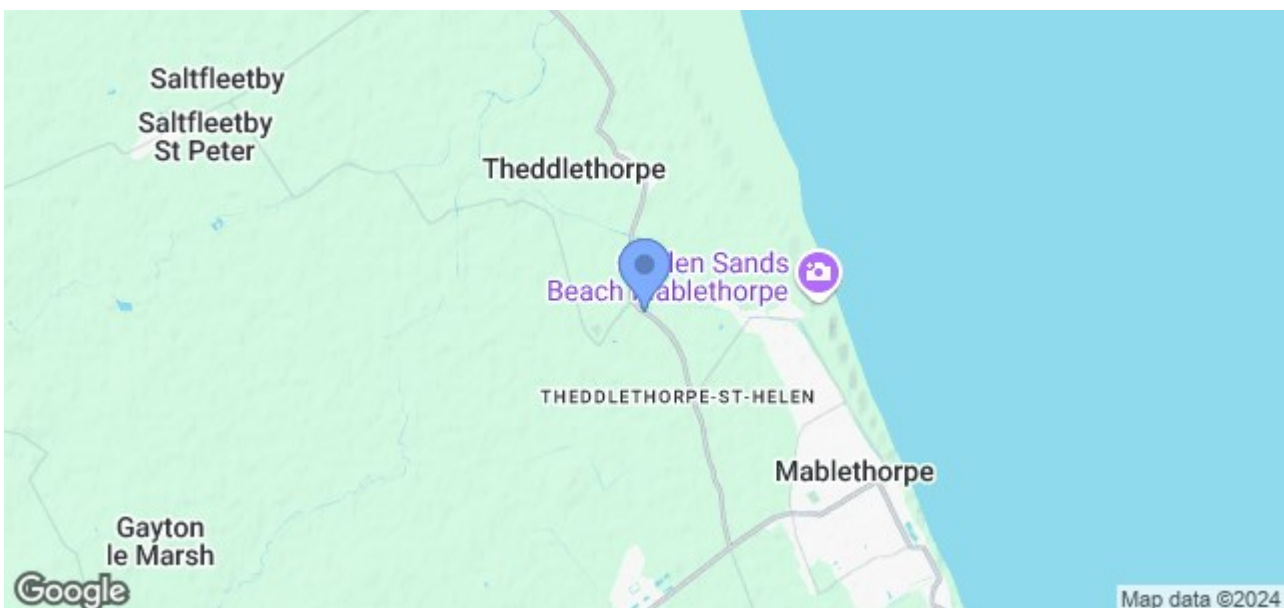 Saltfleetby
Saltfleetby
St Peter
Theddlethorpe
len Sands
Beach Mablethorpe
THEDDLETHORPE-ST-HELEN
Mablethorpe
Gayton
le Marsh
Google
Map data ©2024